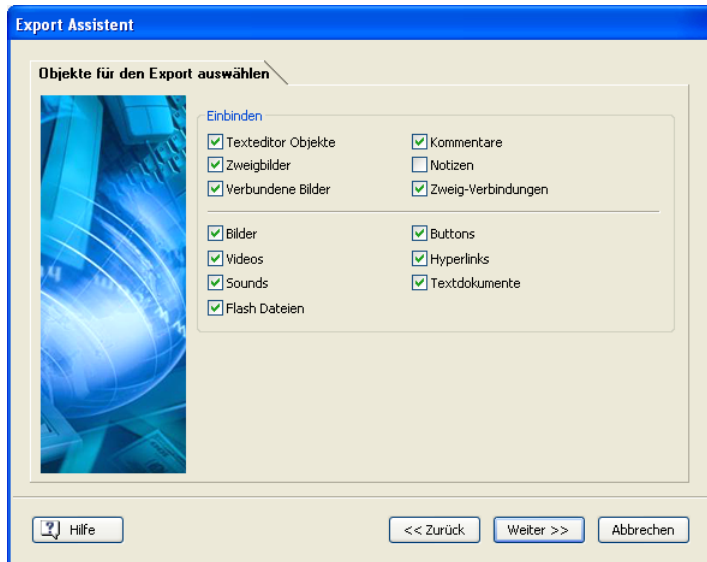 Export Assistent
Objekte für den Export auswählen
Einbinden
Texteditor Objekte
Kommentare
Zweigbilder
Notizen
Verbundene Bilder
Zweig-Verbindungen
Bilder
Buttons
Videos
Hyperlinks
Sounds
Textdokumente
Flash Dateien
Hilfe
<< Zurück
Weiter >>
Abbrechen